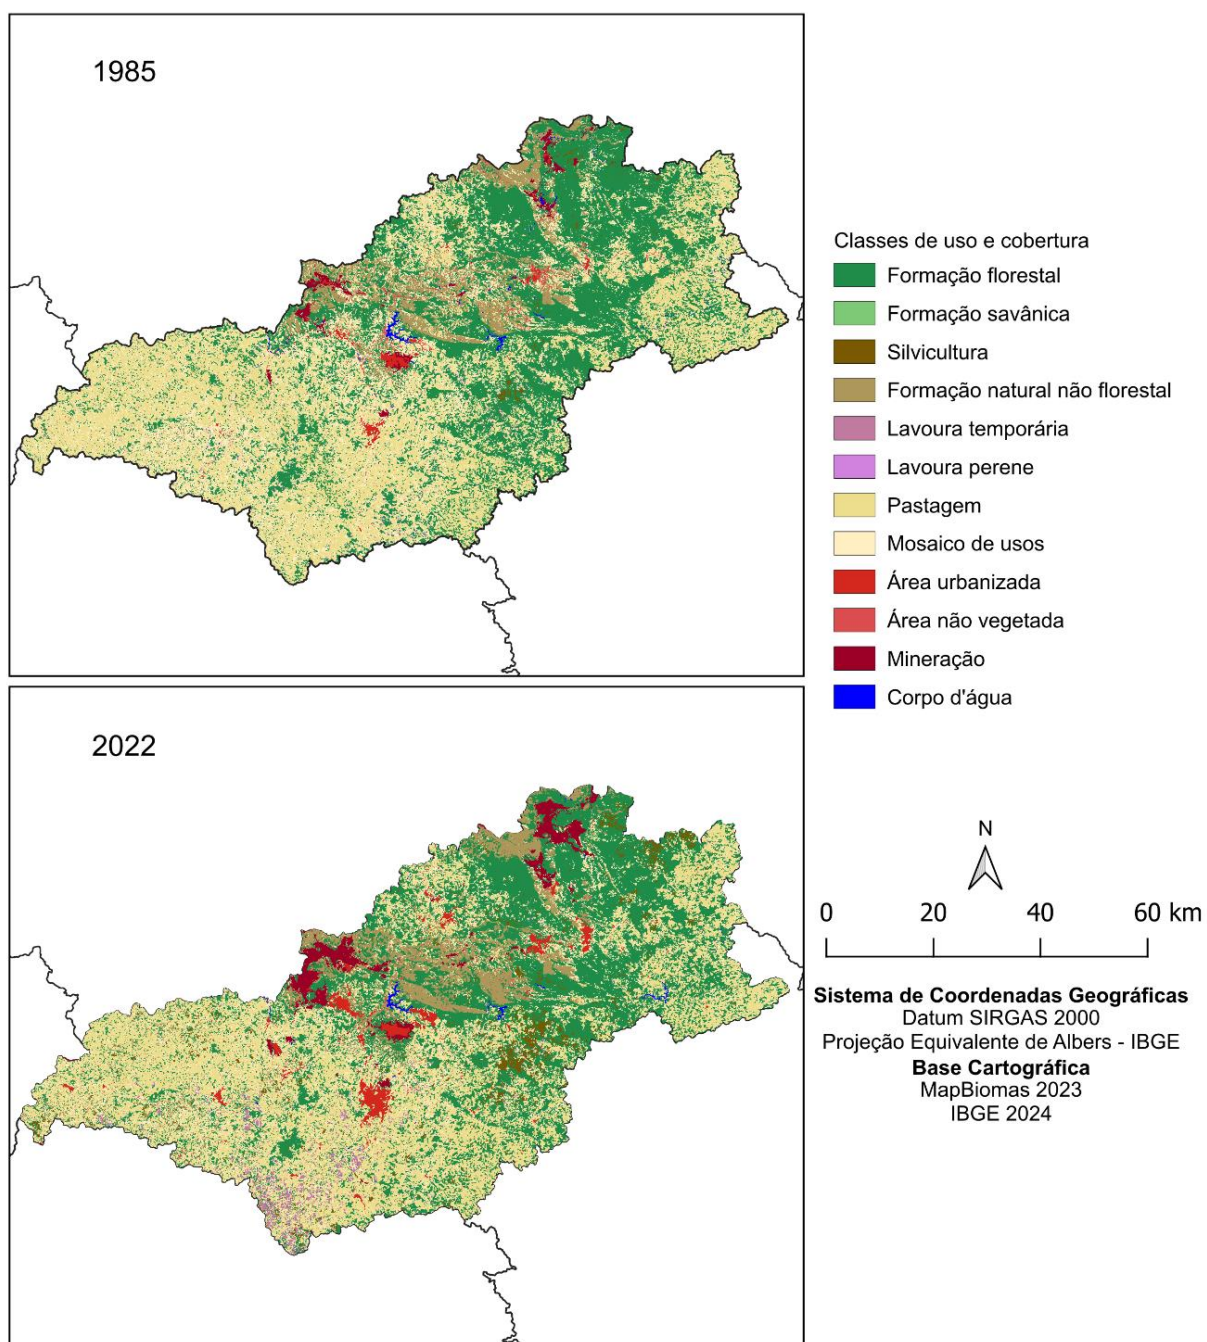 1985
Classes de uso e cobertura
Formação florestal
Formação savânica
Silvicultura
Formação natural não florestal
Lavoura temporária
Lavoura perene
Pastagem
Mosaico de usos
Área urbanizada
Área não vegetada
Mineração
Corpo d'água
2022
N
0 20 40 60 km
Sistema de Coordenadas Geográficas
Datum SIRGAS 2000
Projeção Equivalente de Albers - IBGE
Base Cartográfica
MapBiomas 2023
IBGE 2024